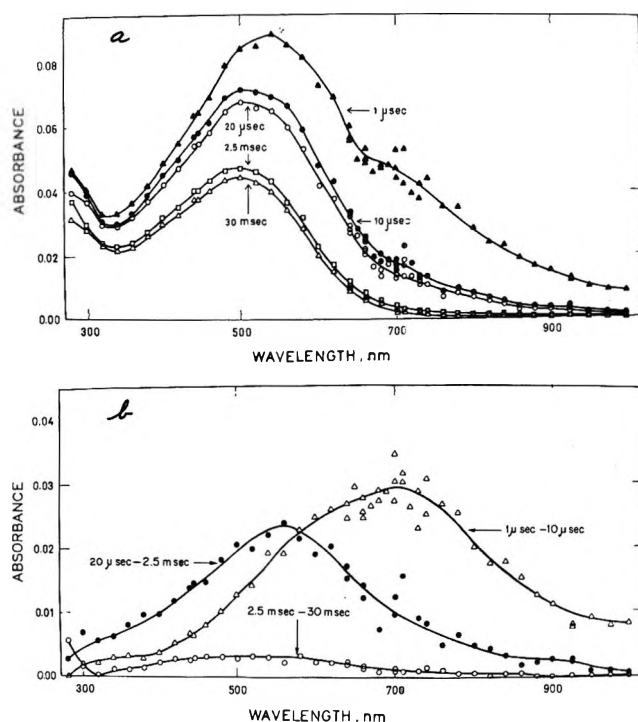 a
0.08
0.06
0.04
0.02
0.00
ABSORBANCE
1 μsec
20 μsec
2.5 msec
30 msec
10 μsec
300
500
700
900
WAVELENGTH, nm
b
0.04
0.03
0.02
0.01
0.00
ABSORBANCE
20 μsec – 2.5 msec
1 μsec – 10 μsec
2.5 msec – 30 msec
300
500
700
900
WAVELENGTH, nm